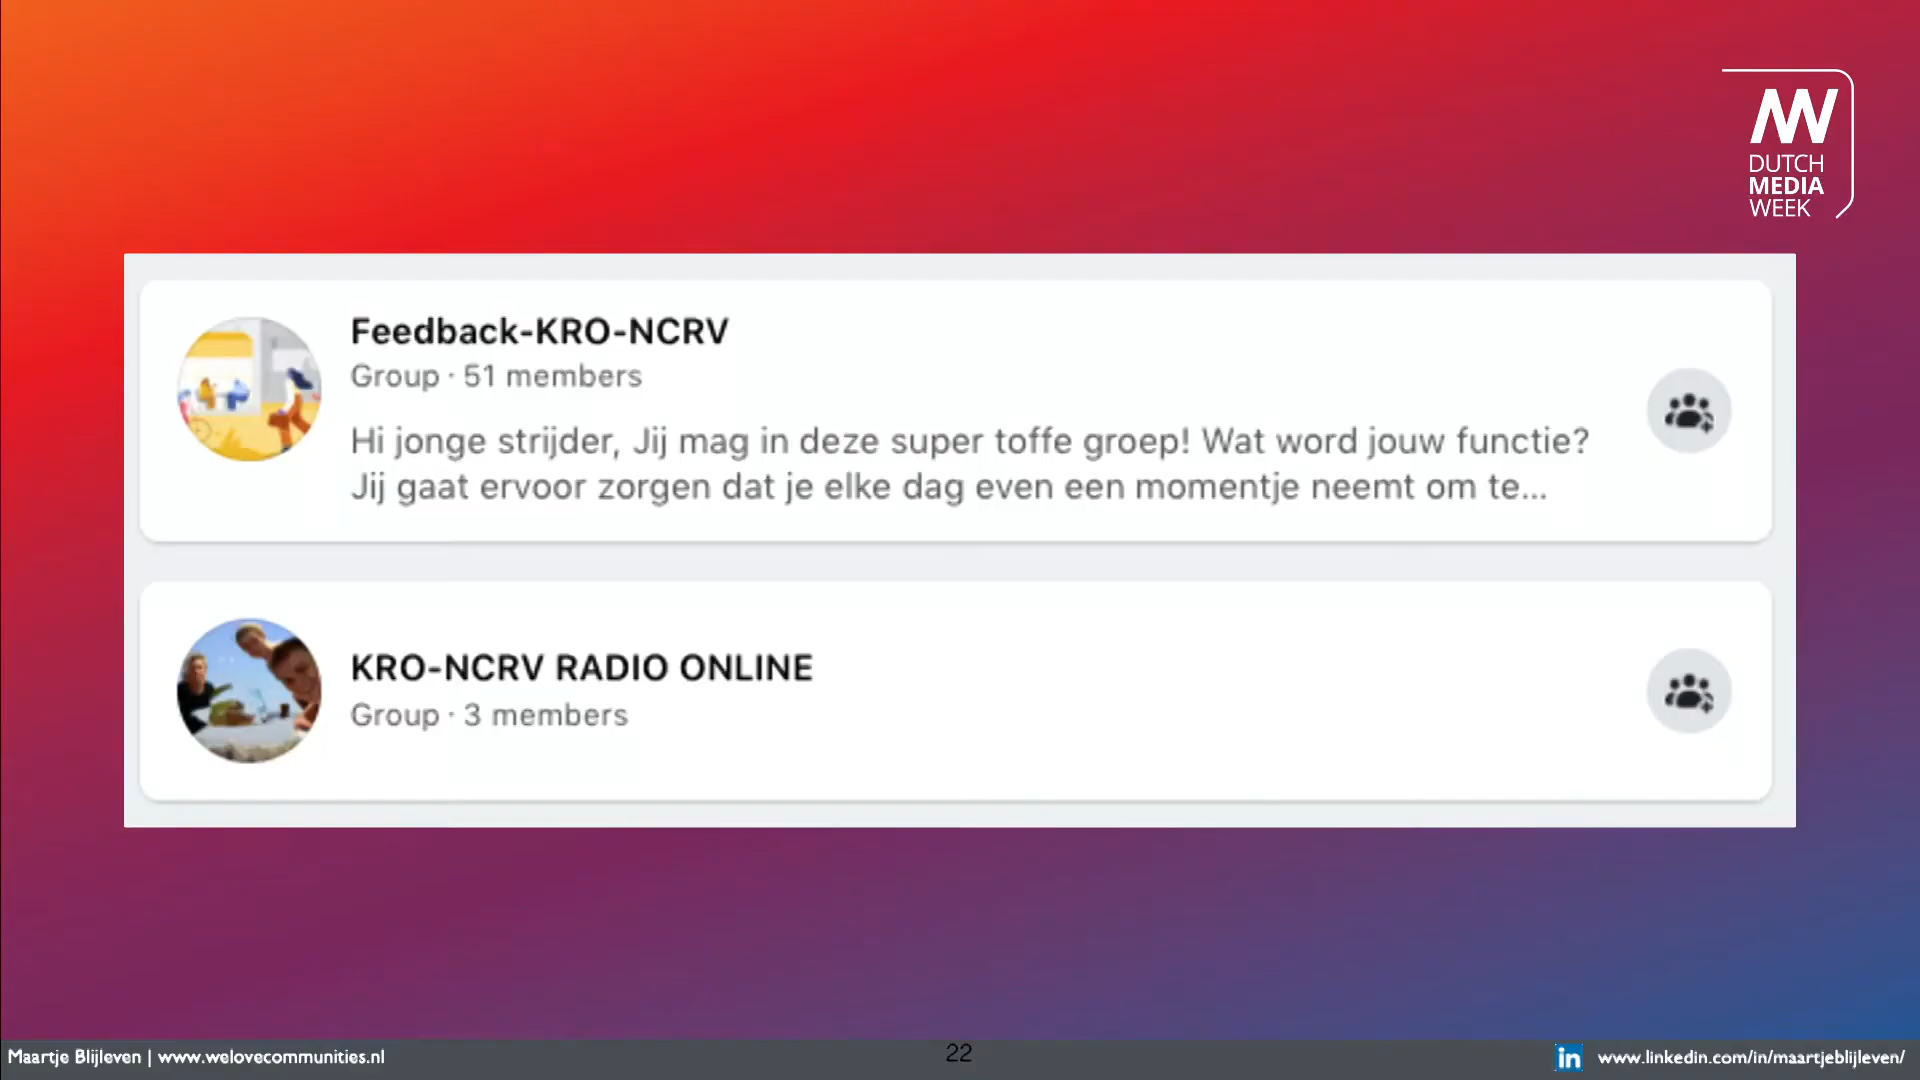 DUTCH
MEDIA
WEEK
Feedback-KRO-NCRV
Group · 51 members
Hi jonge strijder, Jij mag in deze super toffe groep! Wat word jouw functie?
Jij gaat ervoor zorgen dat je elke dag even een momentje neemt om te...
KRO-NCRV RADIO ONLINE
Group · 3 members
Maartje Blijleven | www.welovecommunities.nl
22
in www.linkedin.com/in/maartjeblijleven/